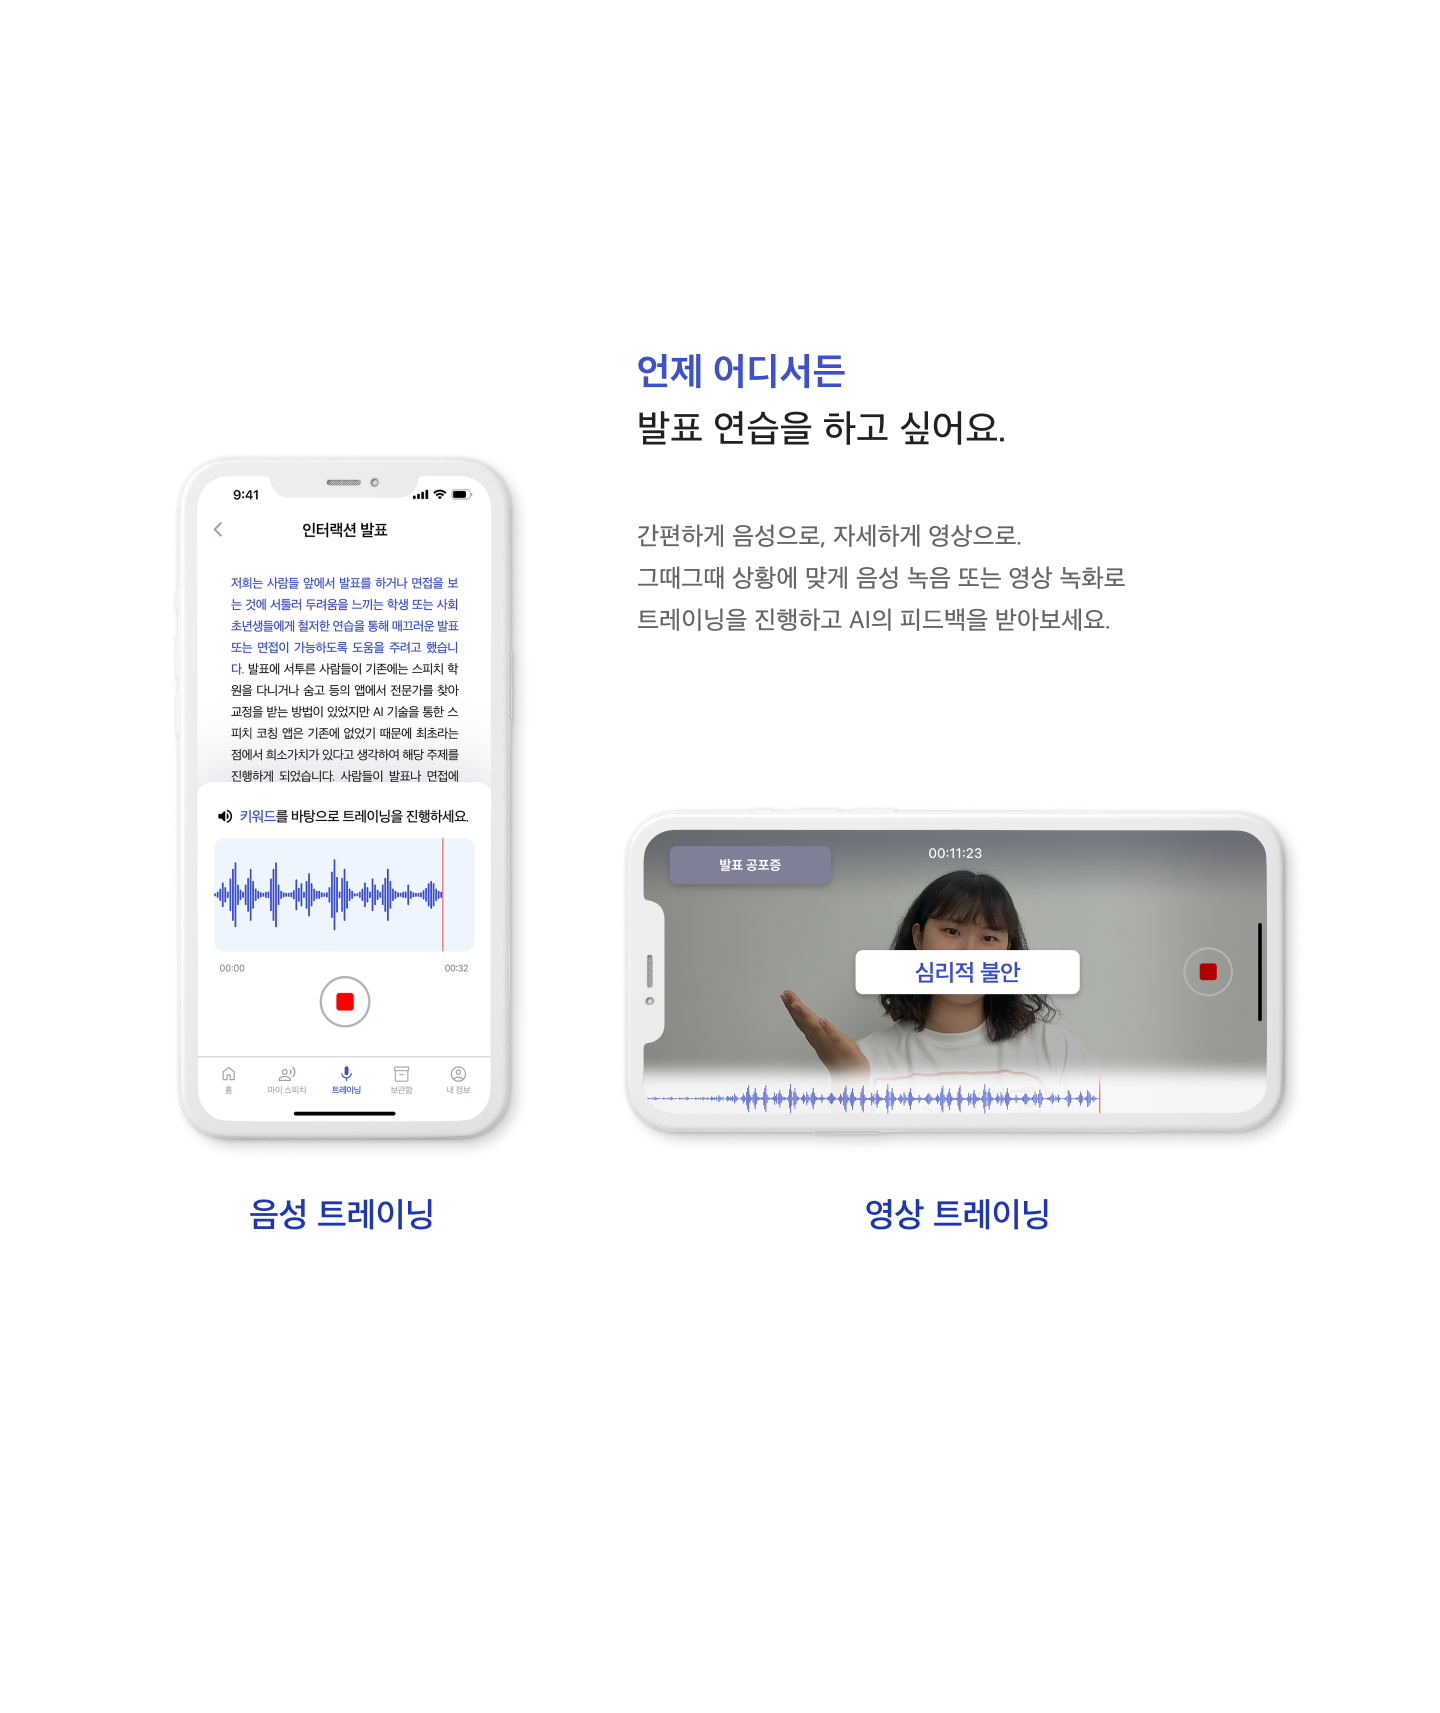 언제 어디서든
발표 연습을 하고 싶어요.
간편하게 음성으로, 자세하게 영상으로.
그때그때 상황에 맞게 음성 녹음 또는 영상 녹화로
트레이닝을 진행하고 AI의 피드백을 받아보세요.
9:41
인터랙션 발표
저희는 사람들 앞에서 발표를 하거나 면접을 보
는 것에 서툴러 두려움을 느끼는 학생 또는 사회
초년생들에게 철저한 연습을 통해 매끄러운 발표
또는 면접이 가능하도록 도움을 주려고 했습니
다. 발표에 서투른 사람들이 기존에는 스피치 학
원을 다니거나 숨고 등의 앱에서 전문가를 찾아
교정을 받는 방법이 있었지만 AI 기술을 통한 스
피치 코칭 앱은 기존에 없었기 때문에 최초라는
점에서 희소가치가 있다고 생각하여 해당 주제를
진행하게 되었습니다. 사람들이 발표나 면접에
키워드를 바탕으로 트레이닝을 진행하세요.
00:00
00:32
홈
마이 스피치
트레이닝
보관함
내 정보
음성 트레이닝
발표 공포증
00:11:23
심리적 불안
영상 트레이닝